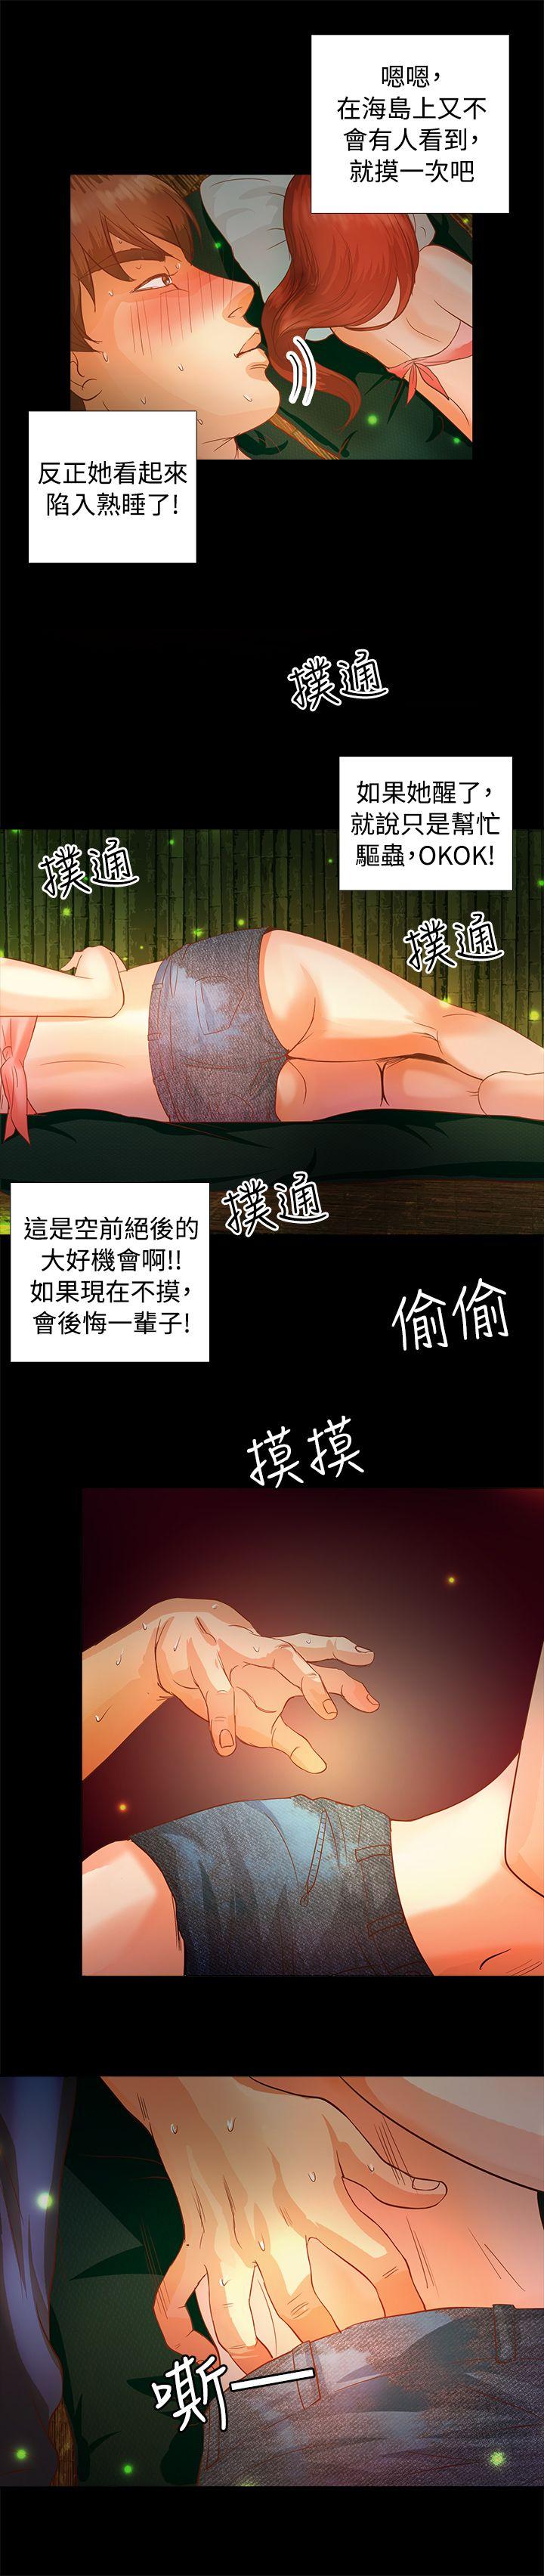 嗯嗯，
在海島上又不
會有人看到，
就摸一次吧
反正她看起來
陷入熟睡了!
撲通
如果她醒了，
就說只是幫忙
驅蟲，OKOK!
撲通
撲通
撲通
這是空前絕後的
大好機會啊!!
如果現在不摸，
會後悔一輩子!
偷偷
摸摸
嘶一